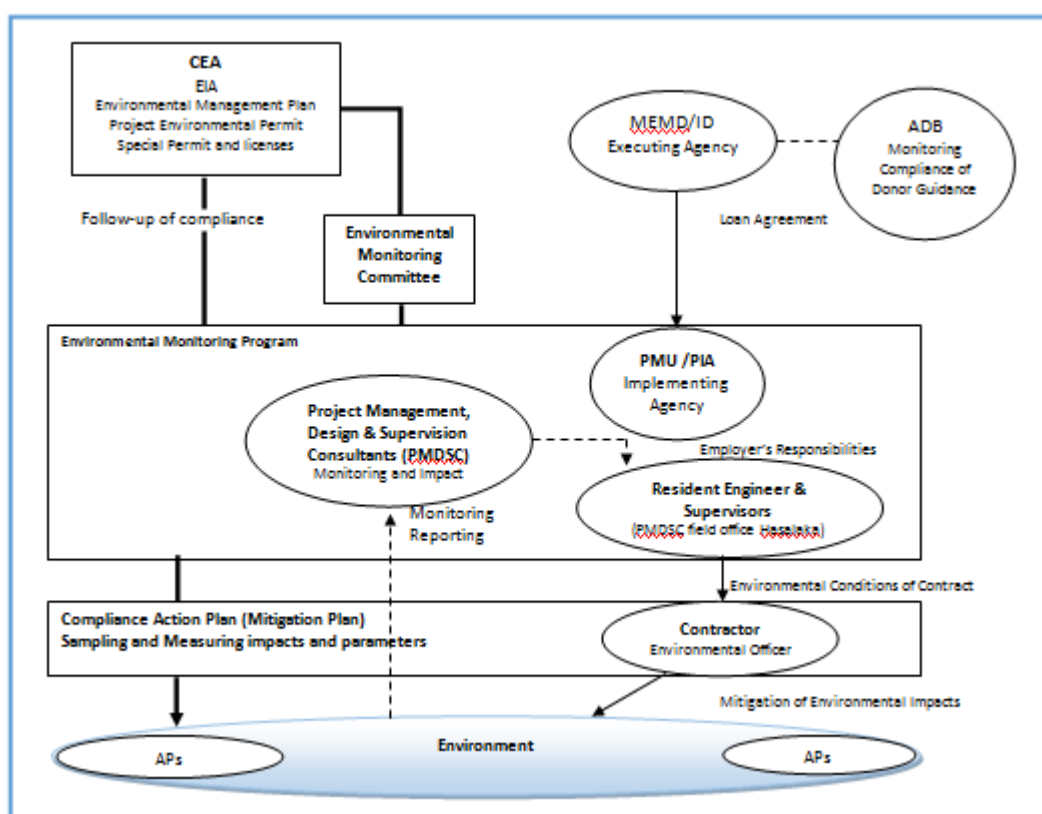 CEA
EIA
Environmental Management Plan
Project Environmental Permit
Special Permit and licenses
MEMD/ID
Executing Agency
ADB
Monitoring
Compliance of
Donor Guidance
Follow-up of compliance
Loan Agreement
Environmental
Monitoring
Committee
Environmental Monitoring Program
PMU /PIA
Implementing
Agency
Project Management,
Design & Supervision
Consultants (PMDSC)
Monitoring and Impact
Employer's Responsibilities
Resident Engineer &
Supervisors
(PMDSC field office Hasalaka)
Monitoring
Reporting
Environmental Conditions of Contract
Compliance Action Plan (Mitigation Plan)
Sampling and Measuring impacts and parameters
Contractor
Environmental Officer
Mitigation of Environmental Impacts
Environment
APs
APs